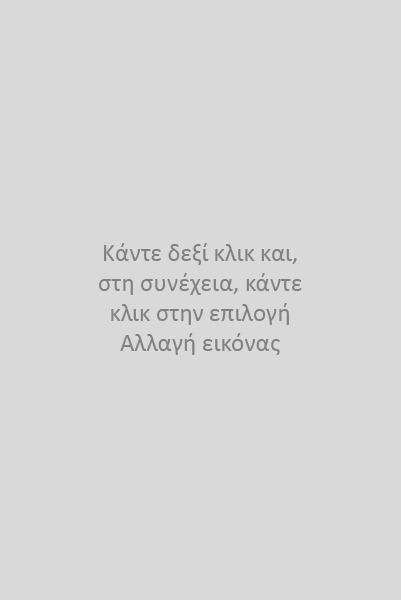 Κάντε δεξί κλικ και,
στη συνέχεια, κάντε
κλικ στην επιλογή
Αλλαγή εικόνας